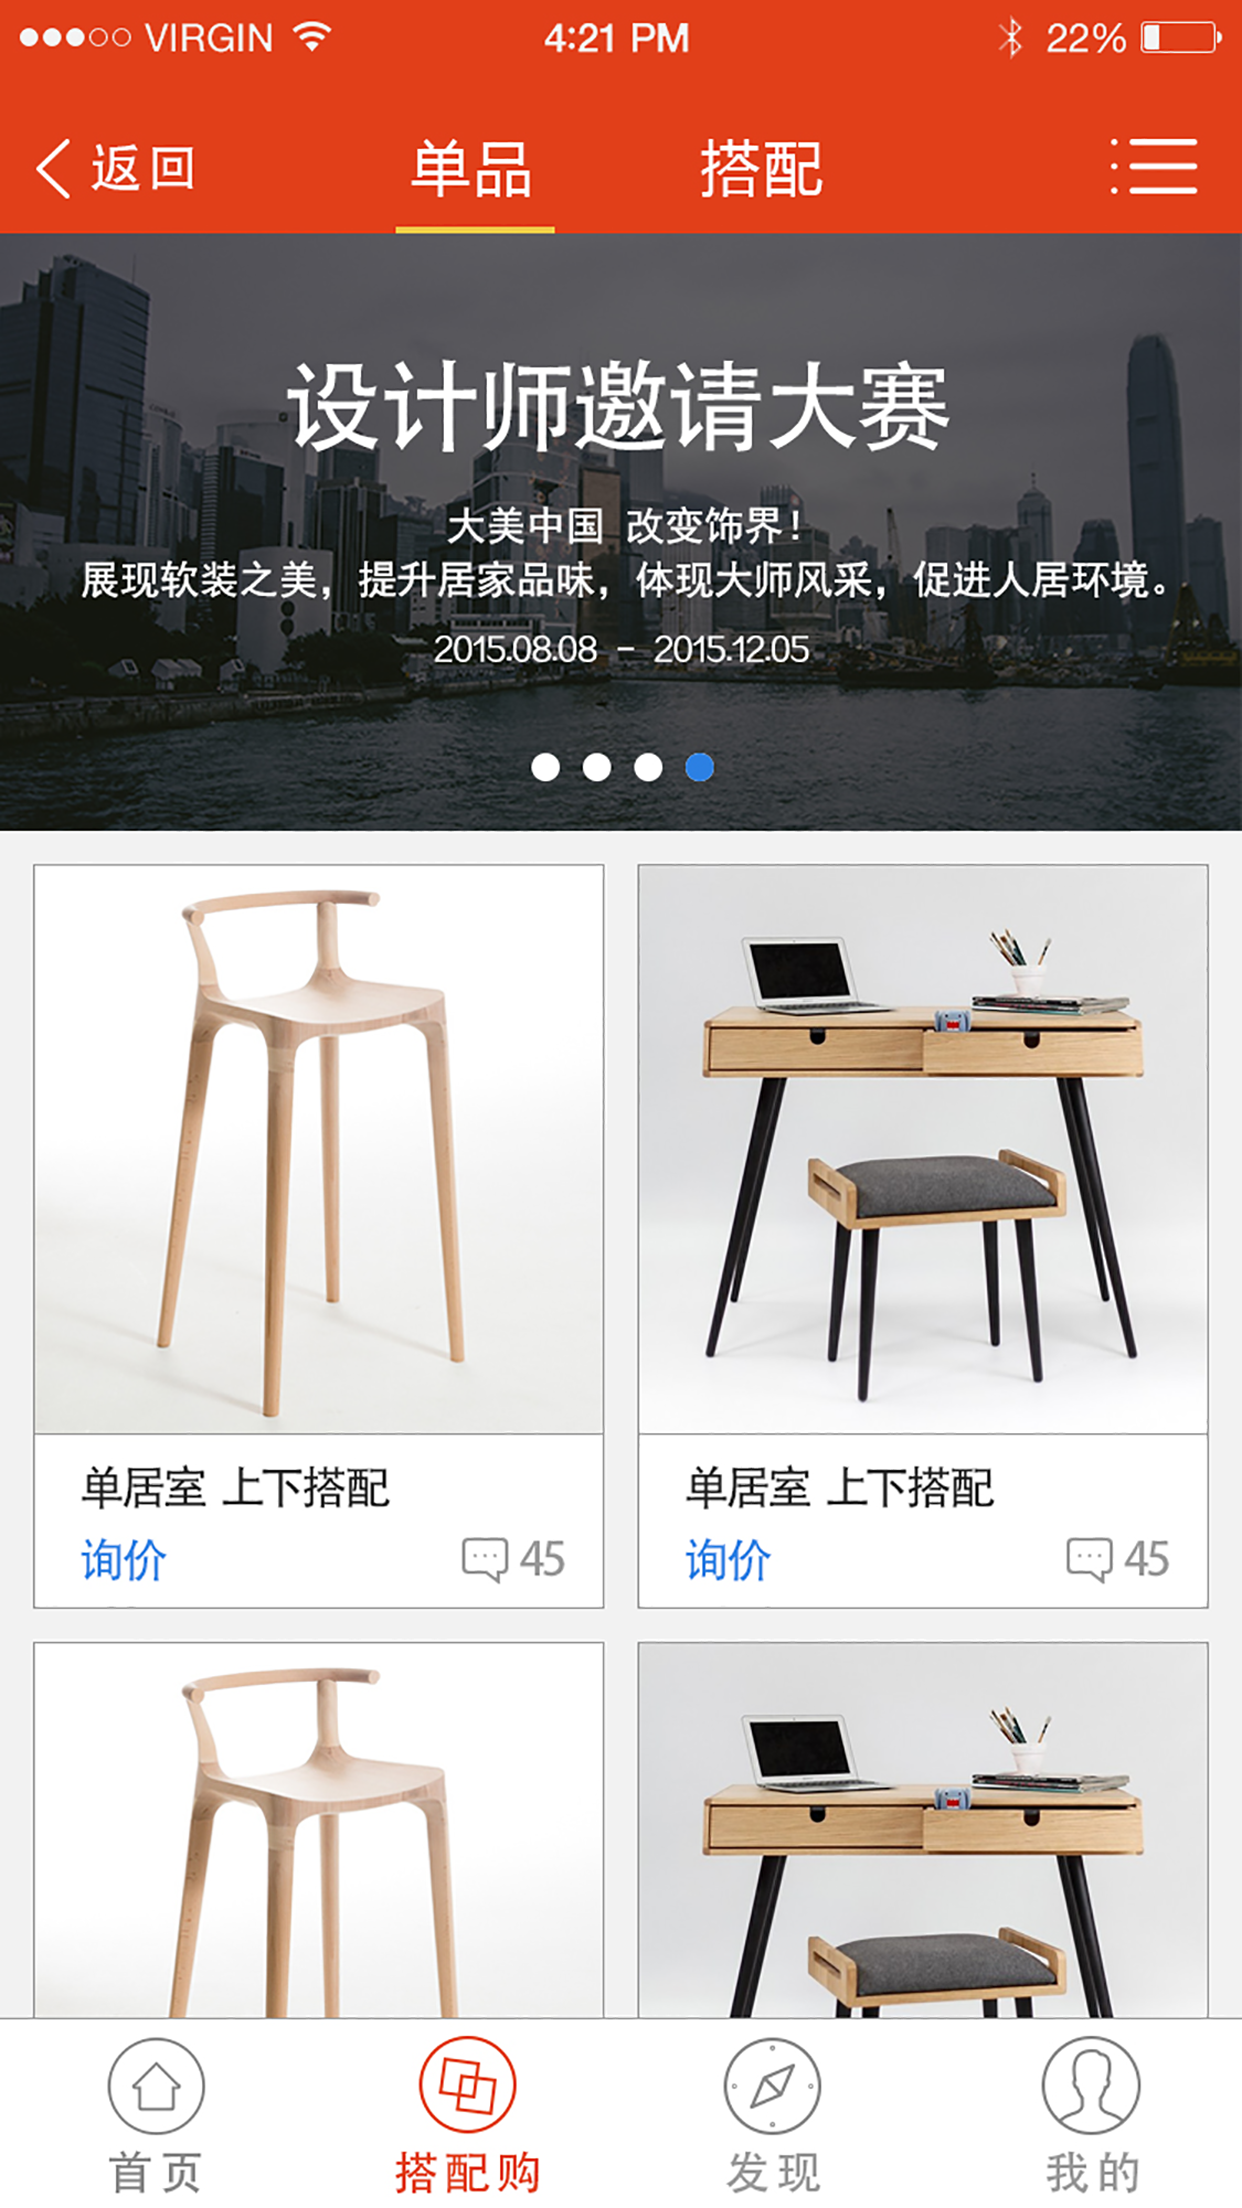 VIRGIN 4:21 PM 22%
返回 单品 搭配
设计师邀请大赛
大美中国 改变饰界！
展现软装之美，提升居家品味，体现大师风采，促进人居环境。
2015.08.08 - 2015.12.05
单居室 上下搭配
询价 45
单居室 上下搭配
询价 45
首页 搭配购 发现 我的